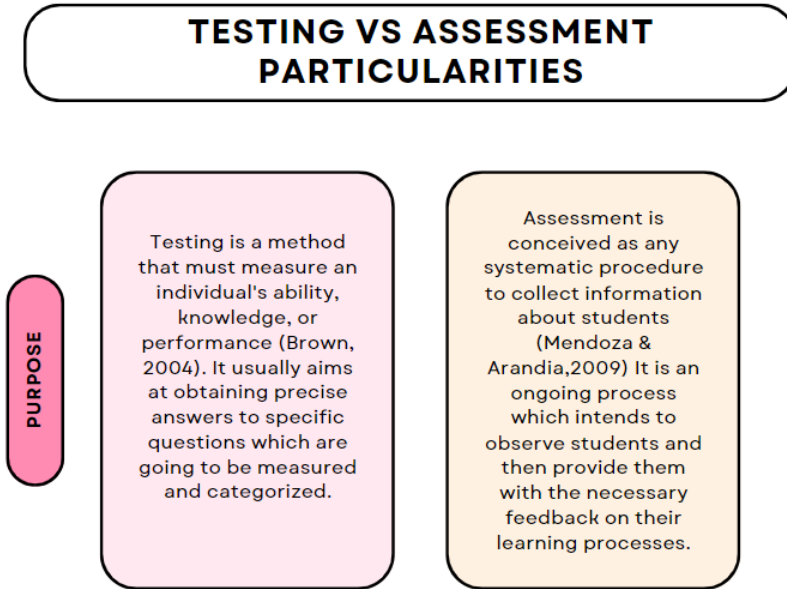 TESTING VS ASSESSMENT
PARTICULARITIES
PURPOSE
Testing is a method
that must measure an
individual's ability,
knowledge, or
performance (Brown,
2004). It usually aims
at obtaining precise
answers to specific
questions which are
going to be measured
and categorized.
Assessment is
conceived as any
systematic procedure
to collect information
about students
(Mendoza &
Arandia,2009) It is an
ongoing process
which intends to
observe students and
then provide them
with the necessary
feedback on their
learning processes.